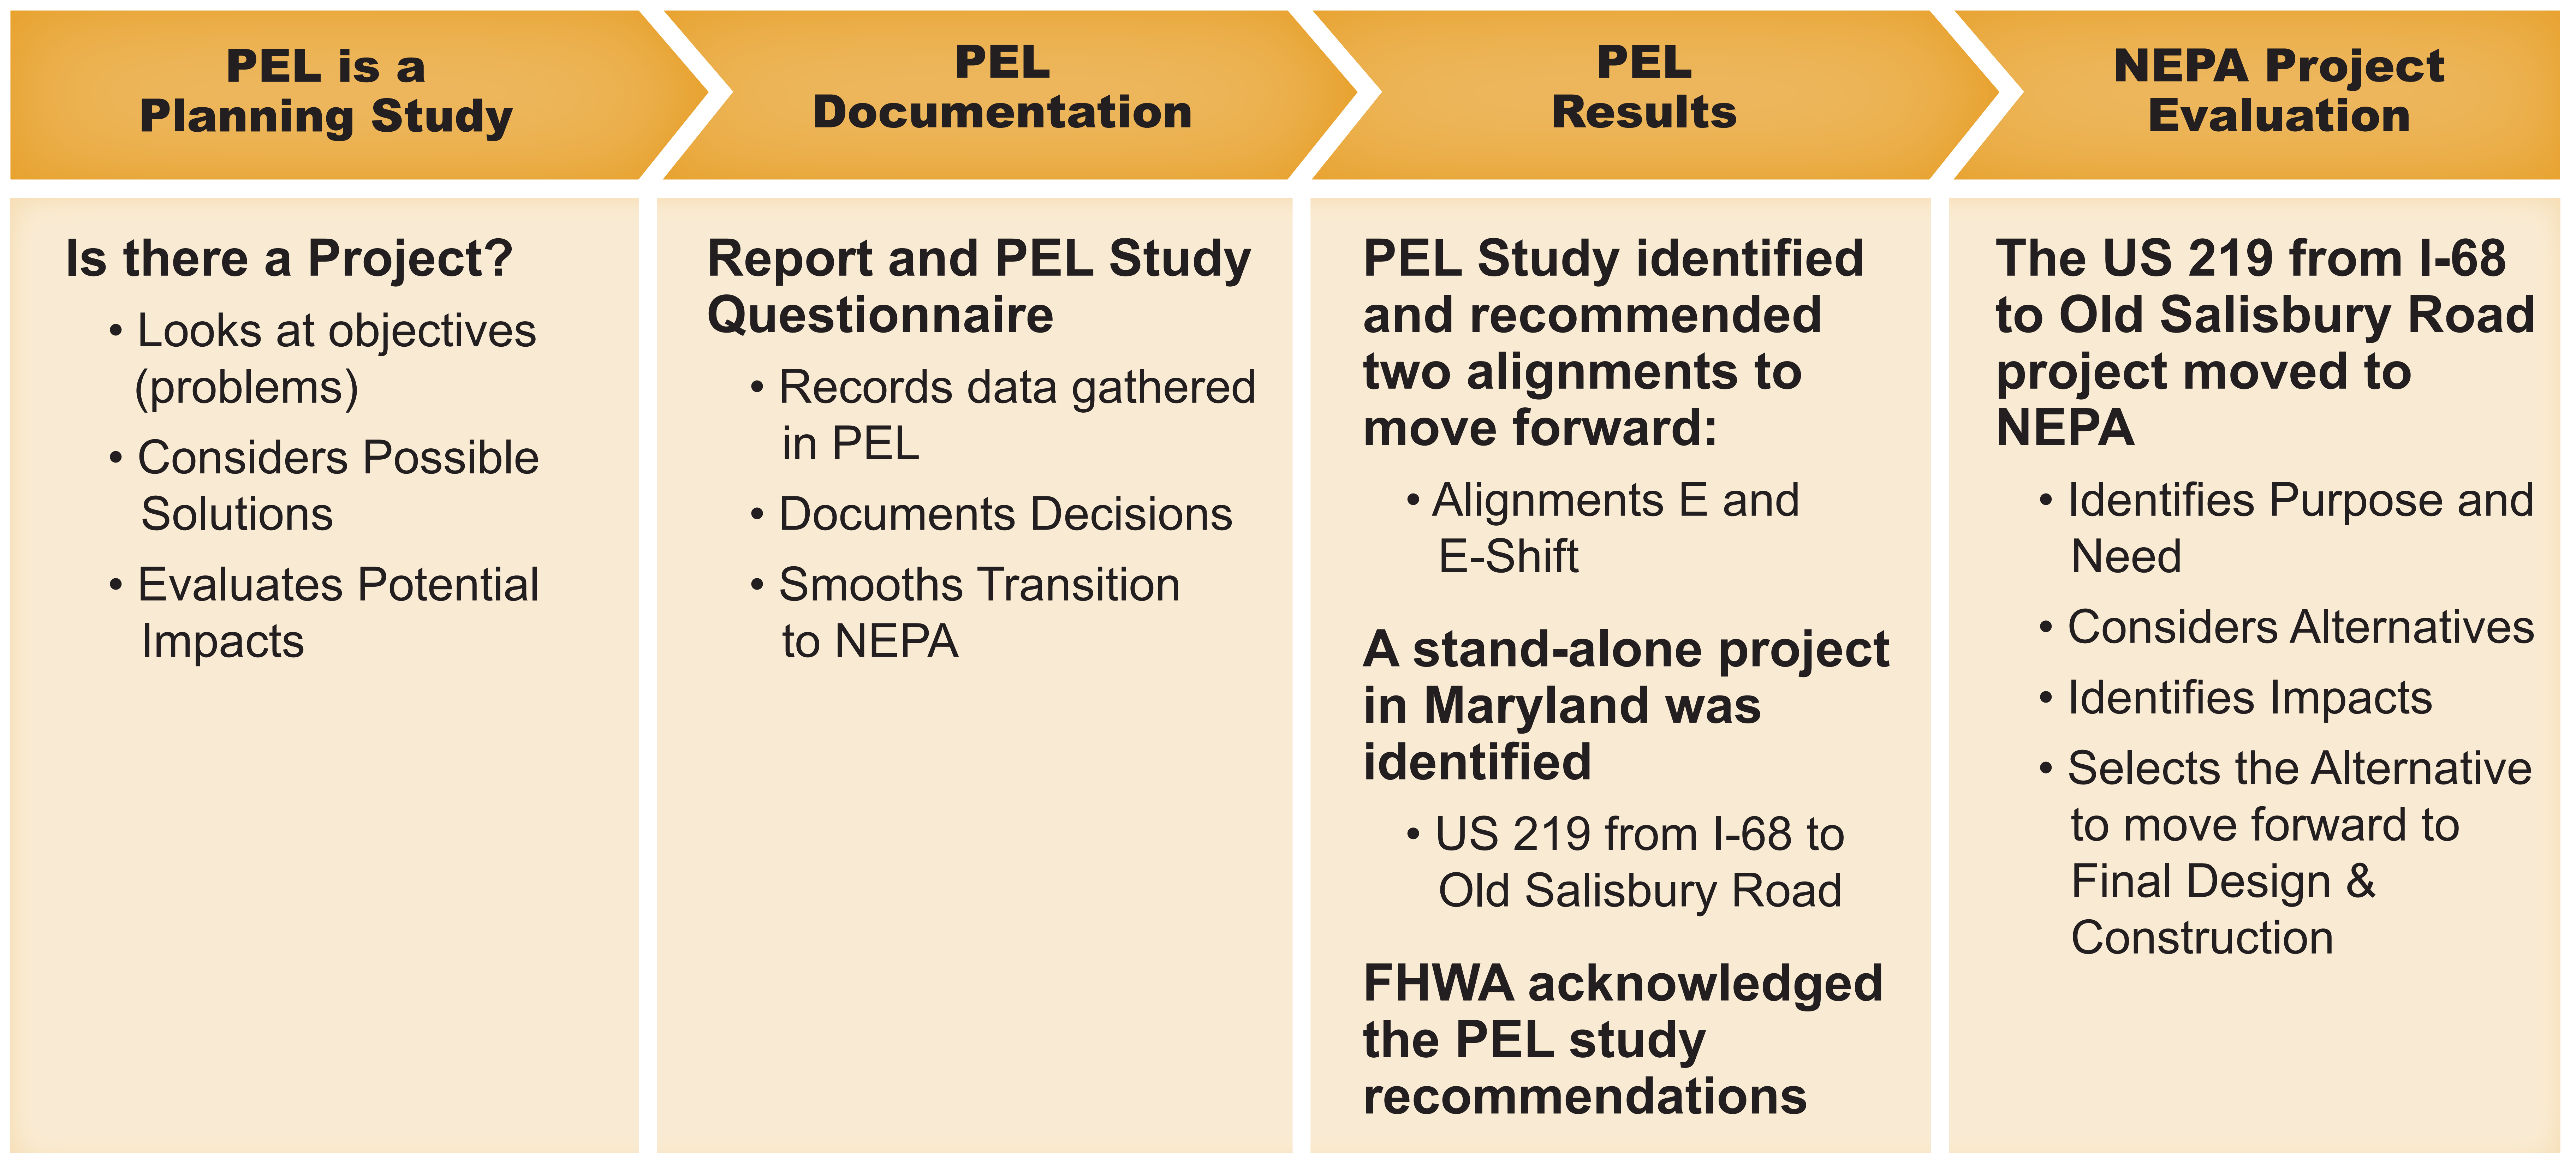 PEL is a
Planning Study
Is there a Project?
• Looks at objectives
(problems)
• Considers Possible
Solutions
• Evaluates Potential
Impacts
PEL
Documentation
Report and PEL Study
Questionnaire
• Records data gathered
in PEL
• Documents Decisions
• Smooths Transition
to NEPA
PEL
Results
PEL Study identified
and recommended
two alignments to
move forward:
• Alignments E and
E-Shift
A stand-alone project
in Maryland was
identified
• US 219 from I-68 to
Old Salisbury Road
FHWA acknowledged
the PEL study
recommendations
NEPA Project
Evaluation
The US 219 from I-68
to Old Salisbury Road
project moved to
NEPA
• Identifies Purpose and
Need
• Considers Alternatives
• Identifies Impacts
• Selects the Alternative
to move forward to
Final Design &
Construction